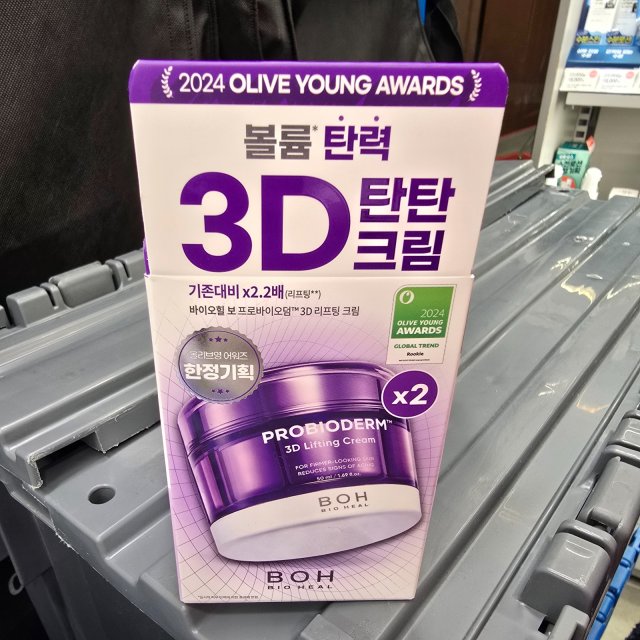 2024 OLIVE YOUNG AWARDS
볼륨* 탄력
3D 탄탄
크림
기존대비 x2.2배(리프팅**)
바이오힐 보 프로바이오덤™ 3D 리프팅 크림
2024
OLIVE YOUNG
AWARDS
GLOBAL TREND
Rookie
올리브영 어워즈
한정기획
x2
PROBIODERM™
3D Lifting Cream
FOR FIRMER-LOOKING SKIN
REDUCES SIGNS OF AGING
50 ml / 1.69 fl.oz.
BOH
BIO HEAL
BOH
BIO HEAL